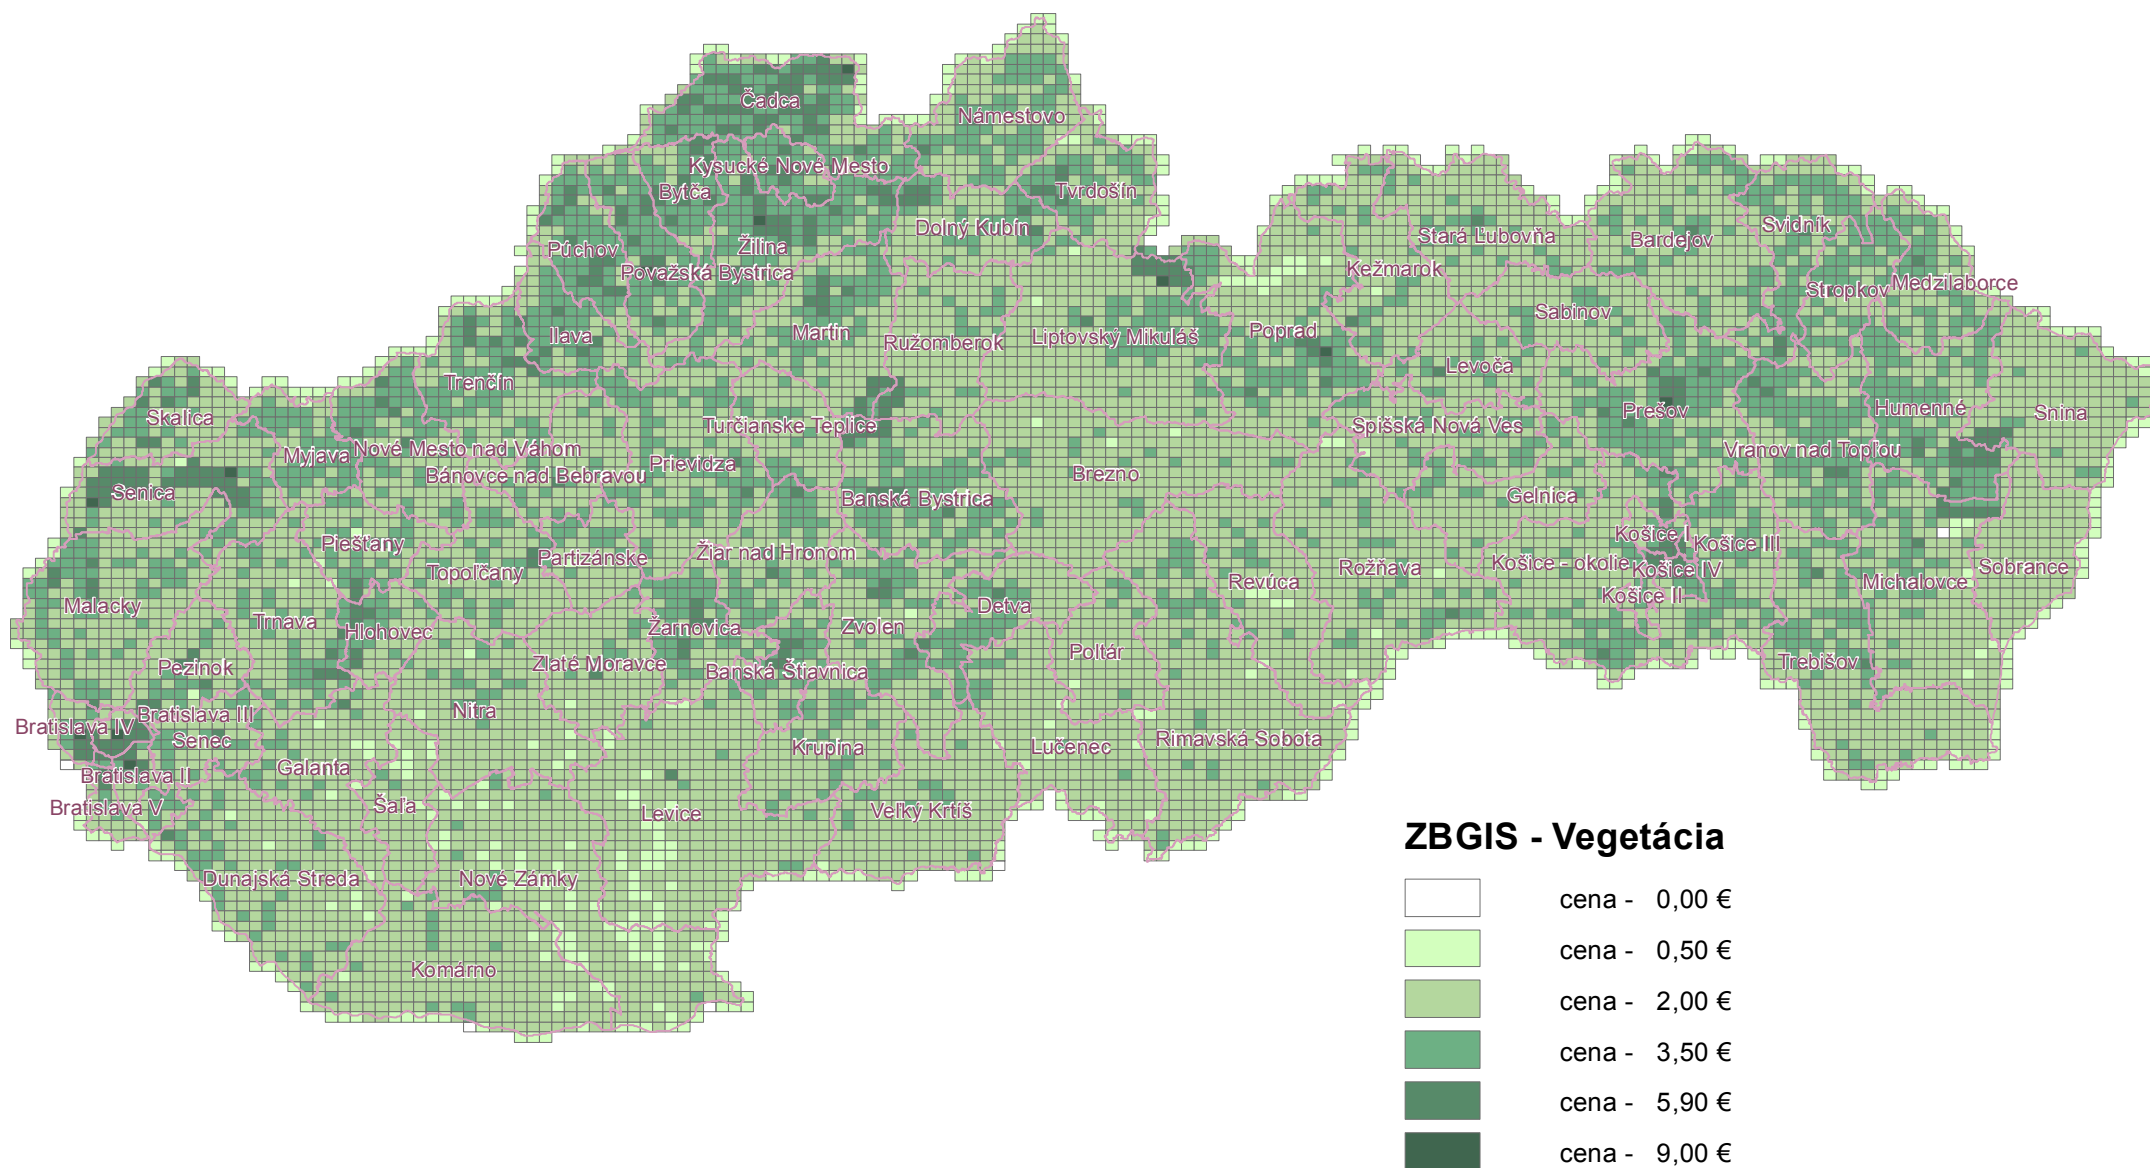 Čadca
Námestovo
Kysucké Nové Mesto
Bytča
Tvrdošín
Dolný Kubín
Púchov
Žilina
Považská Bystrica
Stará Ľubovňa
Bardejov
Svidník
Kežmarok
Stropkov
Medzilaborce
Sabinov
Ilava
Martin
Ružomberok
Liptovský Mikuláš
Poprad
Levoča
Trenčín
Skalica
Turčianske Teplice
Spišská Nová Ves
Prešov
Humenné
Snina
Myjava
Nové Mesto nad Váhom
Bánovce nad Bebravou
Prievidza
Brezno
Vranov nad Topľou
Senica
Banská Bystrica
Gelnica
Piešťany
Partizánske
Žiar nad Hronom
Košice I
Košice III
Topoľčany
Revúca
Rožňava
Košice - okolie
Košice IV
Michalovce
Sobrance
Malacky
Trnava
Hlohovec
Žarnovica
Zvolen
Detva
Košice II
Pezinok
Zlaté Moravce
Banská Štiavnica
Poltár
Trebišov
Bratislava IV
Bratislava III
Senec
Nitra
Krupina
Lučenec
Rimavská Sobota
Bratislava II
Galanta
Bratislava V
Šaľa
Levice
Veľký Krtíš
Dunajská Streda
Nové Zámky
Komárno
ZBGIS - Vegetácia
cena - 0,00 €
cena - 0,50 €
cena - 2,00 €
cena - 3,50 €
cena - 5,90 €
cena - 9,00 €